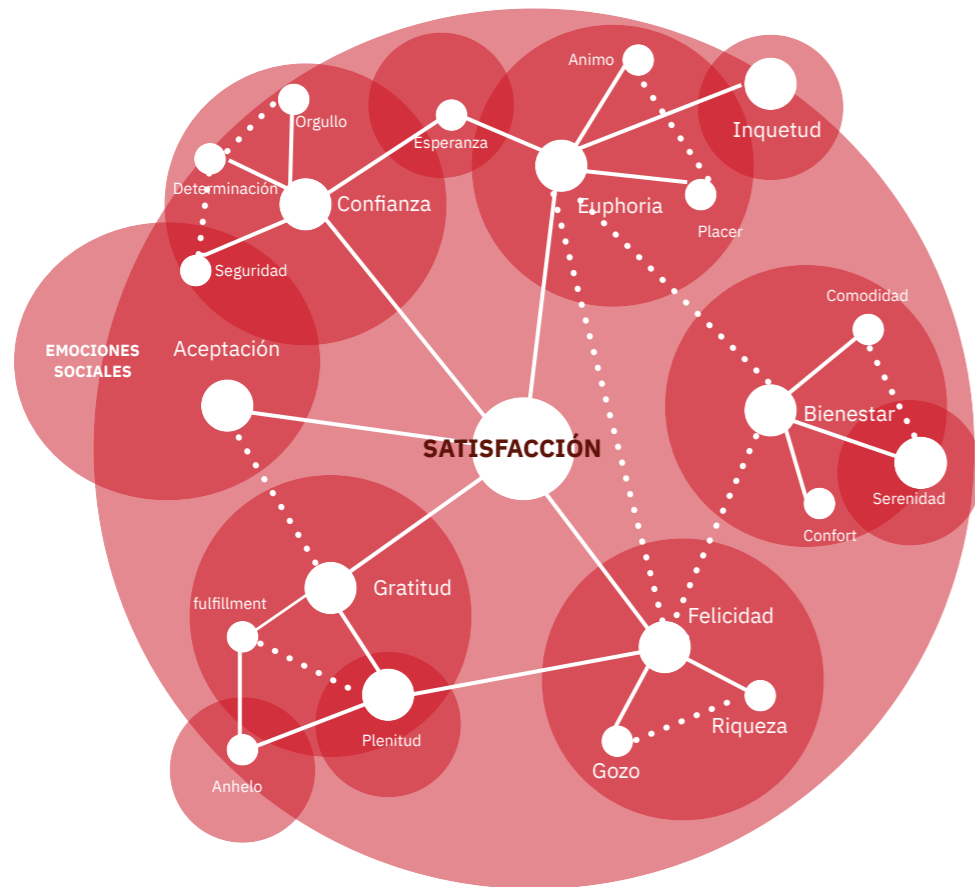 Animo
Orgullo
Inquetud
Esperanza
Determinación
Confianza
Euphoria
Placer
Seguridad
Comodidad
EMOCIONES
SOCIALES
Aceptación
Bienestar
SATISFACCIÓN
Serenidad
Confort
Gratitud
fulfillment
Felicidad
Riqueza
Plenitud
Gozo
Anhelo